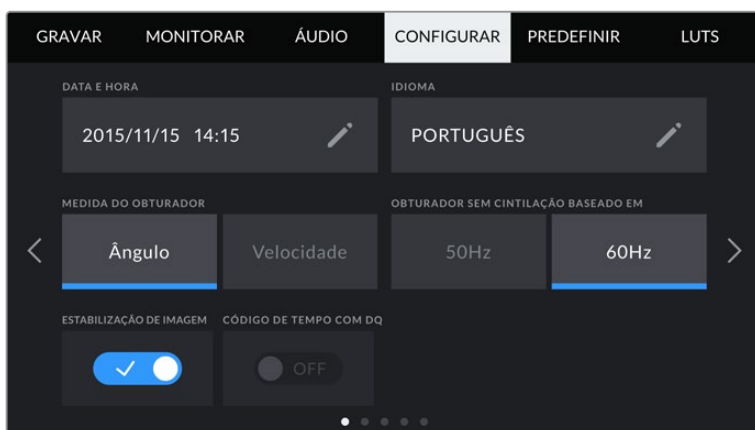 GRAVAR MONITORAR ÁUDIO CONFIGURAR PREDEFINIR LUTS
DATA E HORA IDIOMA
2015/11/15 14:15 PORTUGUÊS
MEDIDA DO OBTURADOR OBTURADOR SEM CINTILAÇÃO BASEADO EM
Ângulo Velocidade 50Hz 60Hz
ESTABILIZAÇÃO DE IMAGEM CÓDIGO DE TEMPO COM DQ
OFF